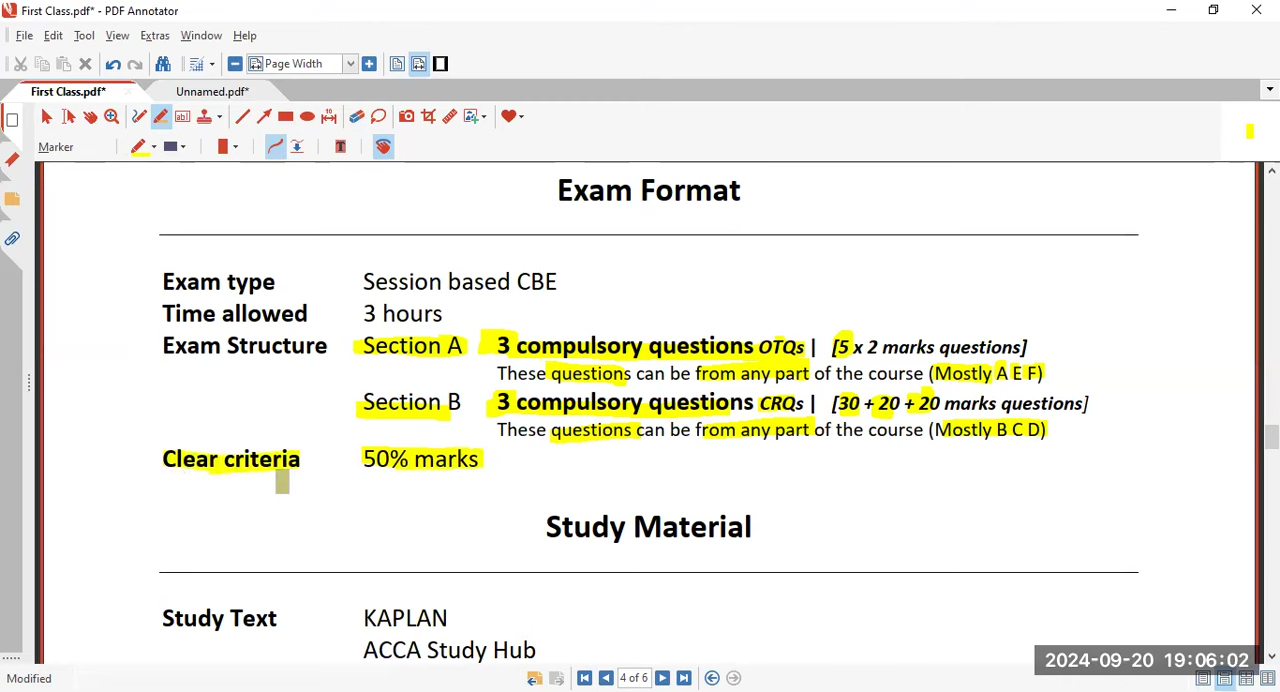 First Class.pdf* - PDF Annotator
File Edit Tool View Extras Window Help
Page Width
First Class.pdf* Unnamed.pdf*
Marker
Exam Format
Exam type Session based CBE
Time allowed 3 hours
Exam Structure Section A 3 compulsory questions OTQs | [5 x 2 marks questions]
These questions can be from any part of the course (Mostly A E F)
Section B 3 compulsory questions CRQs | [30 + 20 + 20 marks questions]
These questions can be from any part of the course (Mostly B C D)
Clear criteria 50% marks
Study Material
Study Text KAPLAN
ACCA Study Hub
2024-09-20 19:06:02
Modified 4 of 6